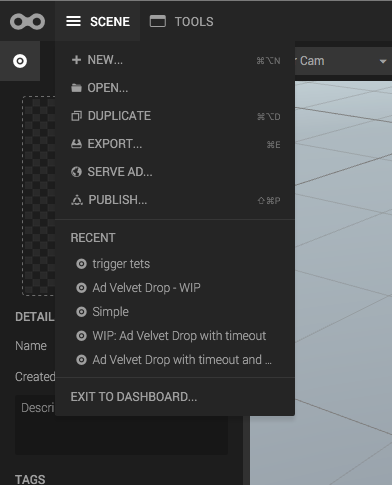 SCENE TOOLS
NEW... ⌘⌥N
r Cam
OPEN...
DUPLICATE ⌘⌥D
EXPORT... ⌘E
SERVE AD...
PUBLISH... ⇧⌘P
RECENT
trigger tets
Ad Velvet Drop - WIP
Simple
DETAIL
WIP: Ad Velvet Drop with timeout
Name
Ad Velvet Drop with timeout and ...
Created
EXIT TO DASHBOARD...
Descri
TAGS